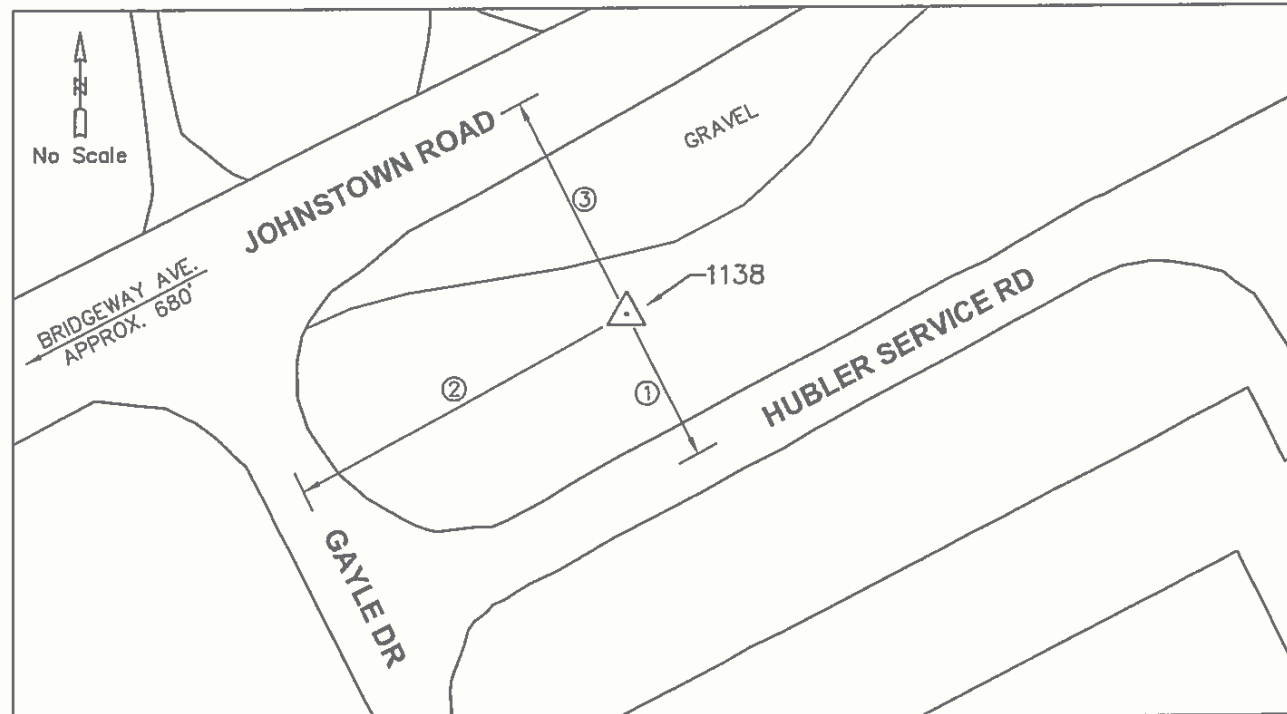 N
No Scale
JOHNSTOWN ROAD
GRAVEL
③
BRIDGEWAY AVE.
APPROX. 680'
1138
②
①
HUBLER SERVICE RD
GAYLE DR